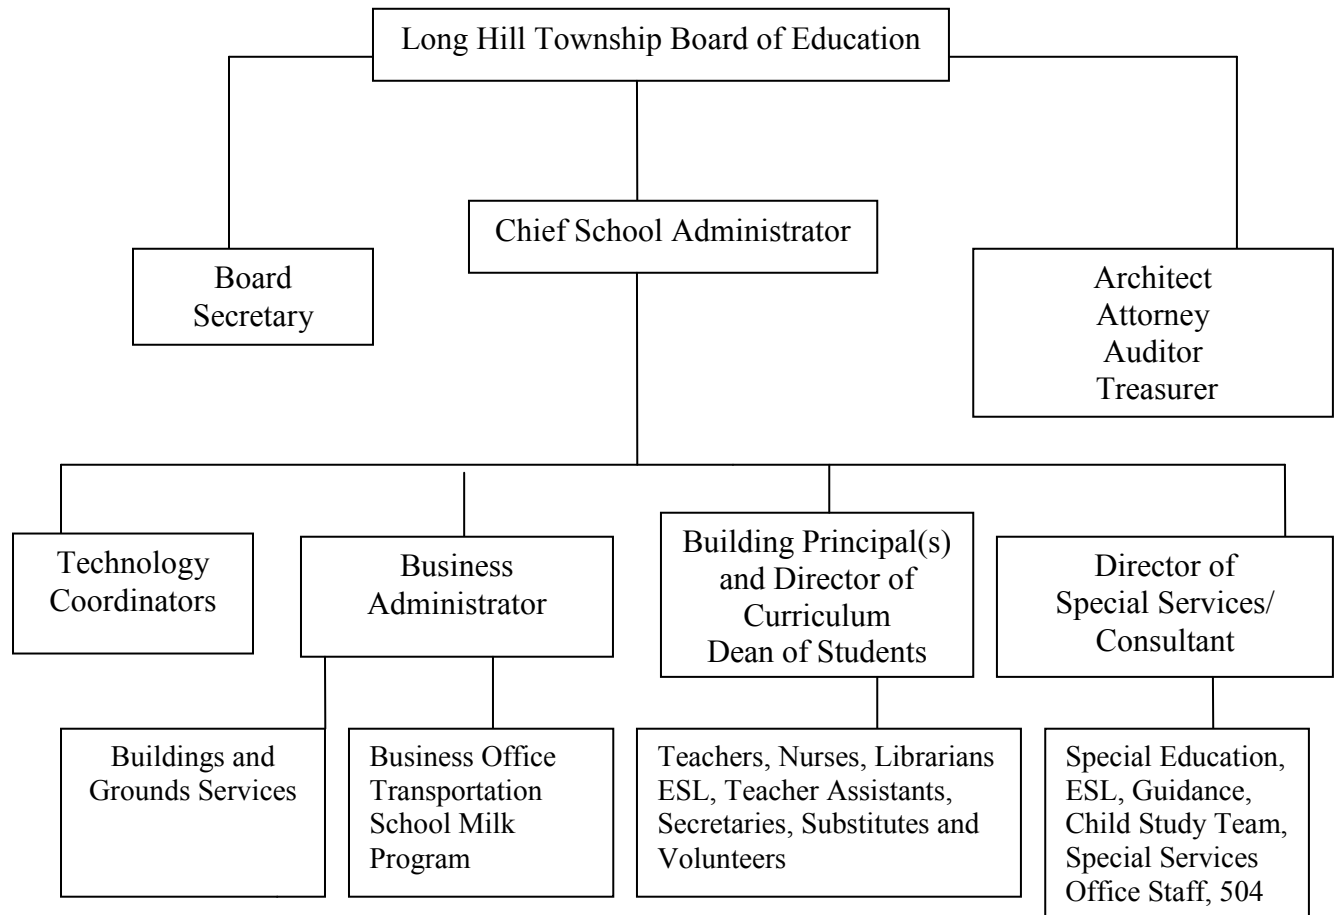 Long Hill Township Board of Education
Chief School Administrator
Board
Secretary
Architect
Attorney
Auditor
Treasurer
Technology
Coordinators
Business
Administrator
Building Principal(s)
and Director of
Curriculum
Dean of Students
Director of
Special Services/
Consultant
Buildings and
Grounds Services
Business Office
Transportation
School Milk
Program
Teachers, Nurses, Librarians
ESL, Teacher Assistants,
Secretaries, Substitutes and
Volunteers
Special Education,
ESL, Guidance,
Child Study Team,
Special Services
Office Staff, 504